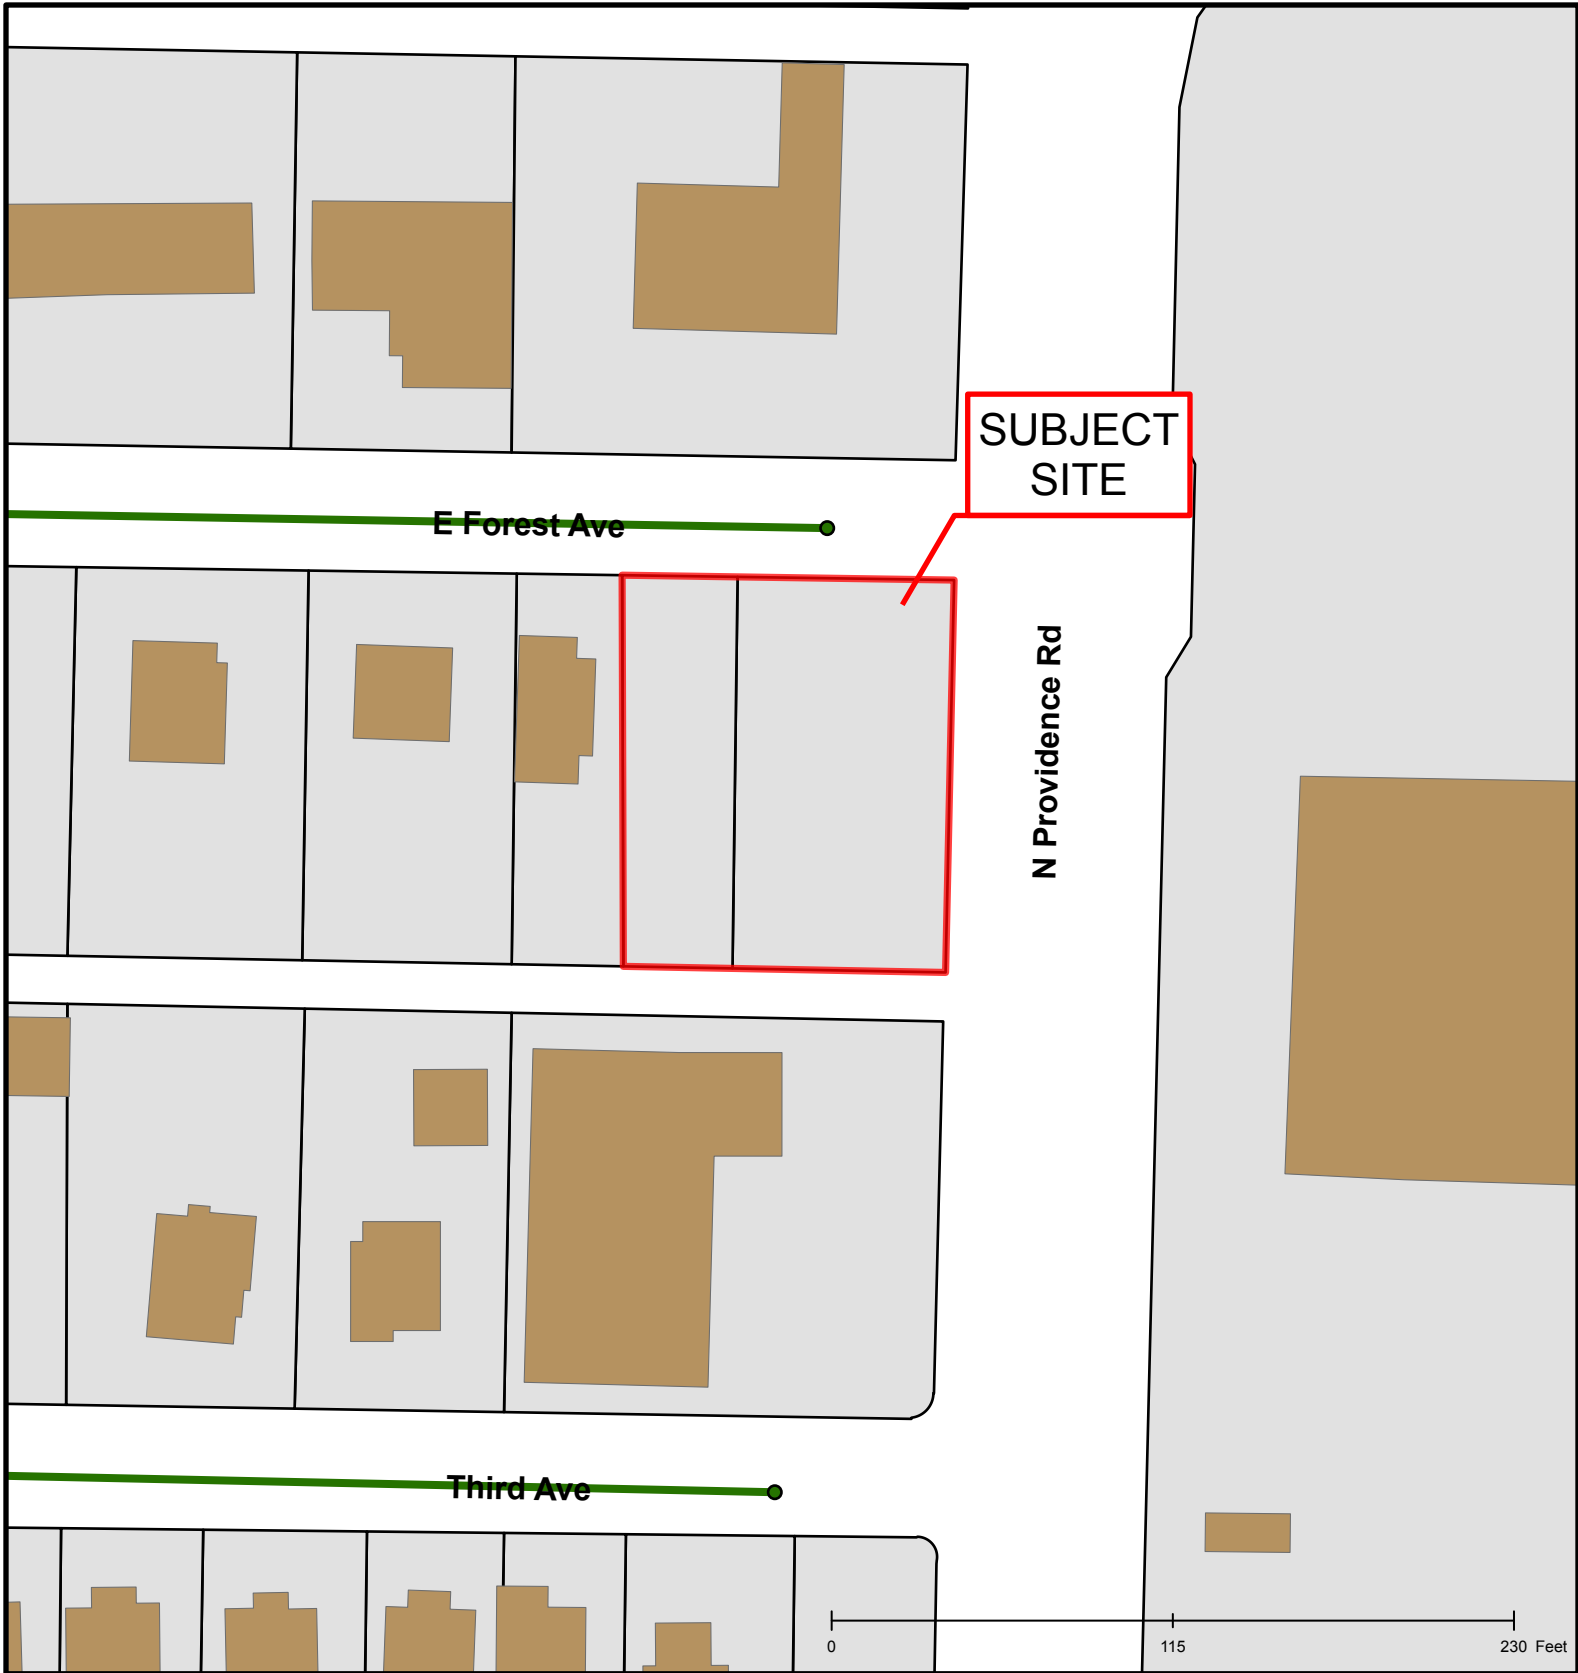 SUBJECT
SITE
E Forest Ave
N Providence Rd
Third Ave
0 115 230 Feet